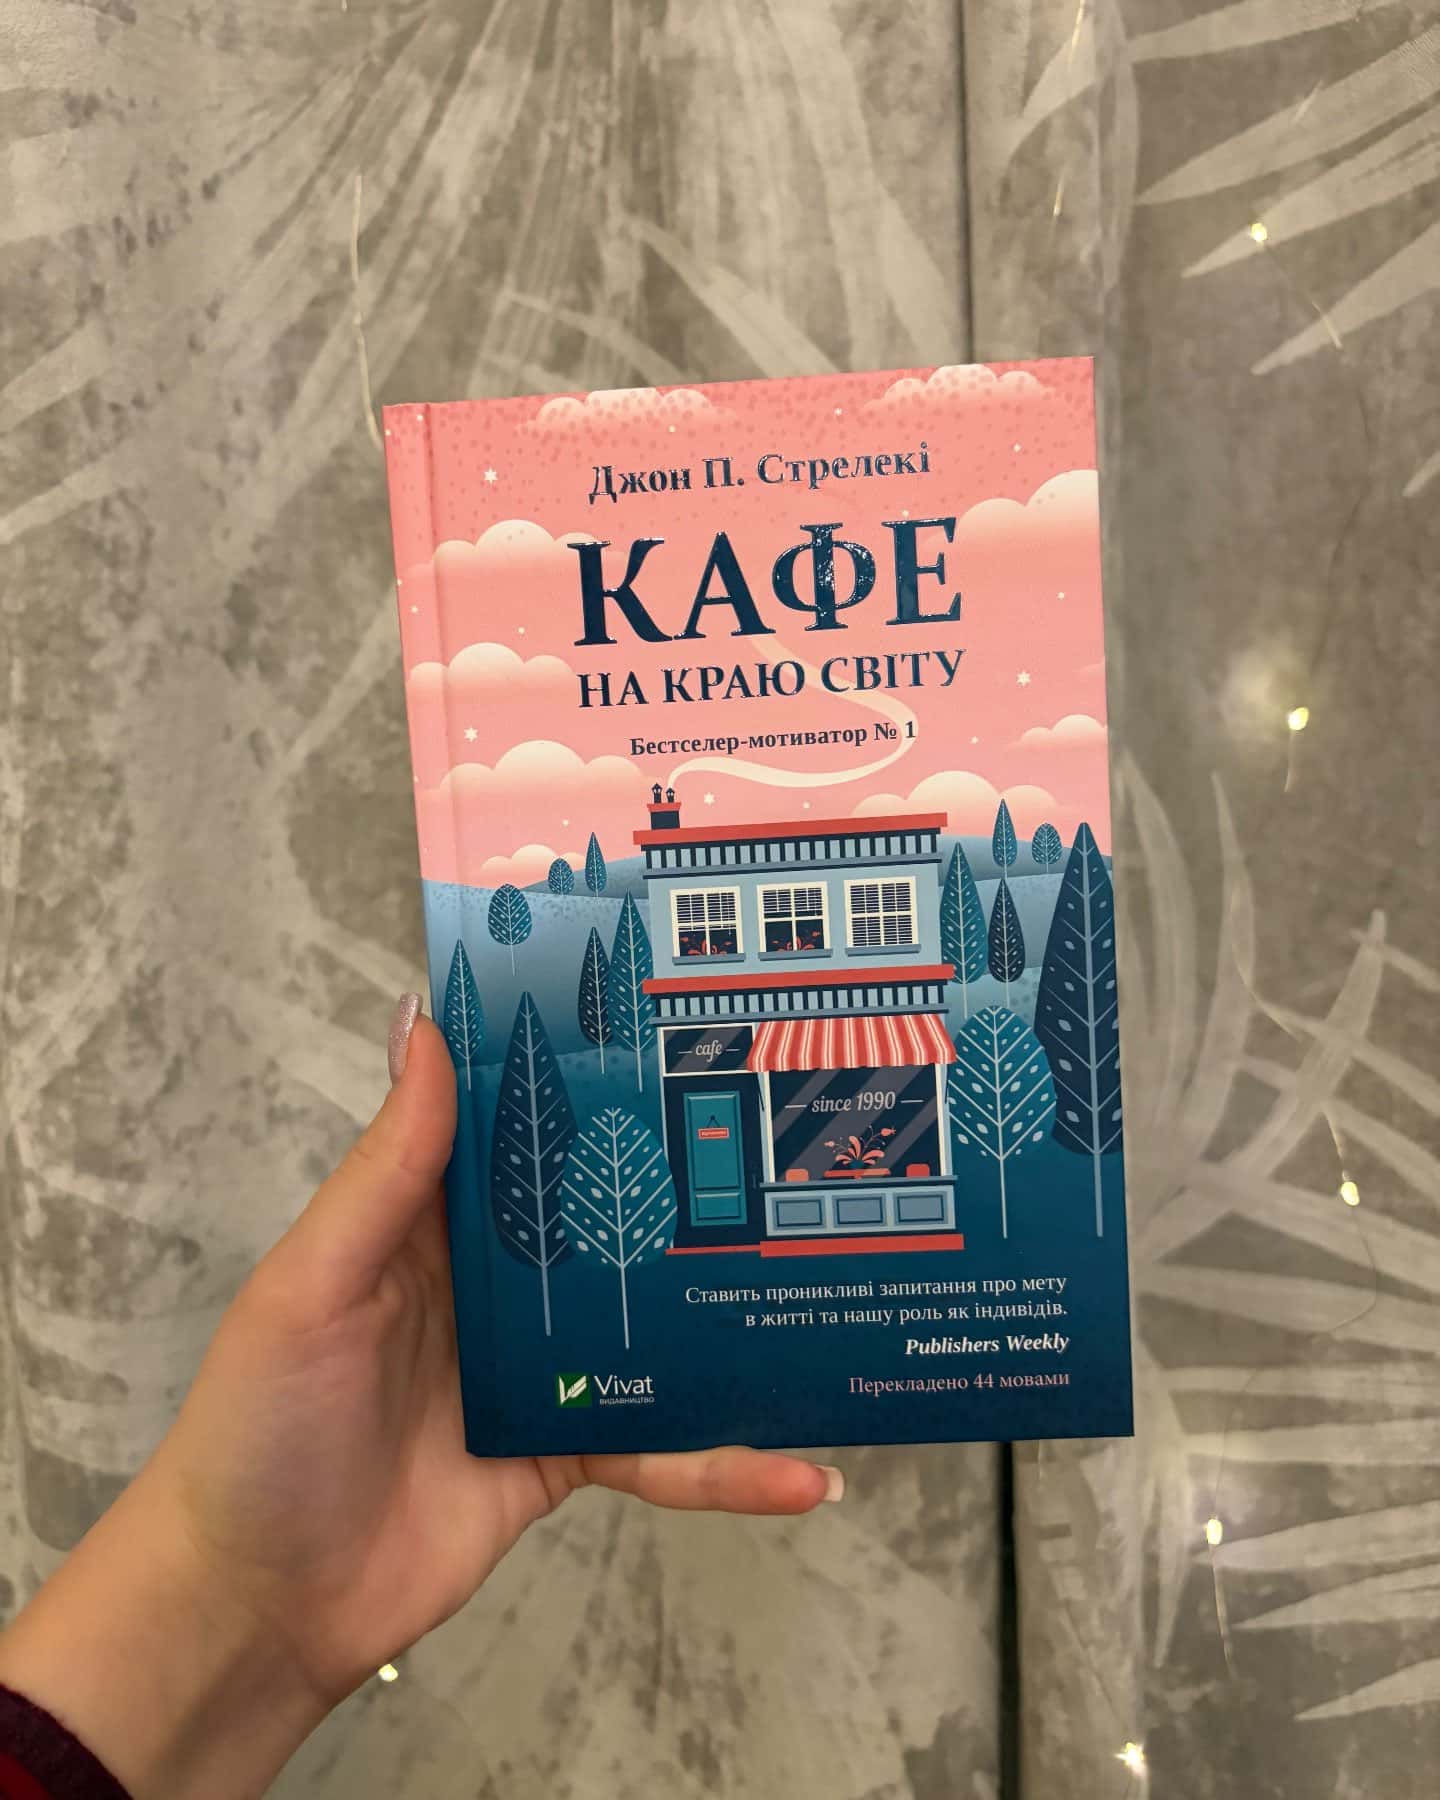 Джон П. Стрелекі
КАФЕ
НА КРАЮ СВІТУ
Бестселер-мотиватор № 1
— cafe —
— since 1990 —
Ставить проникливі запитання про мету
в житті та нашу роль як індивідів.
Publishers Weekly
Перекладено 44 мовами
Vivat
ВИДАВНИЦТВО